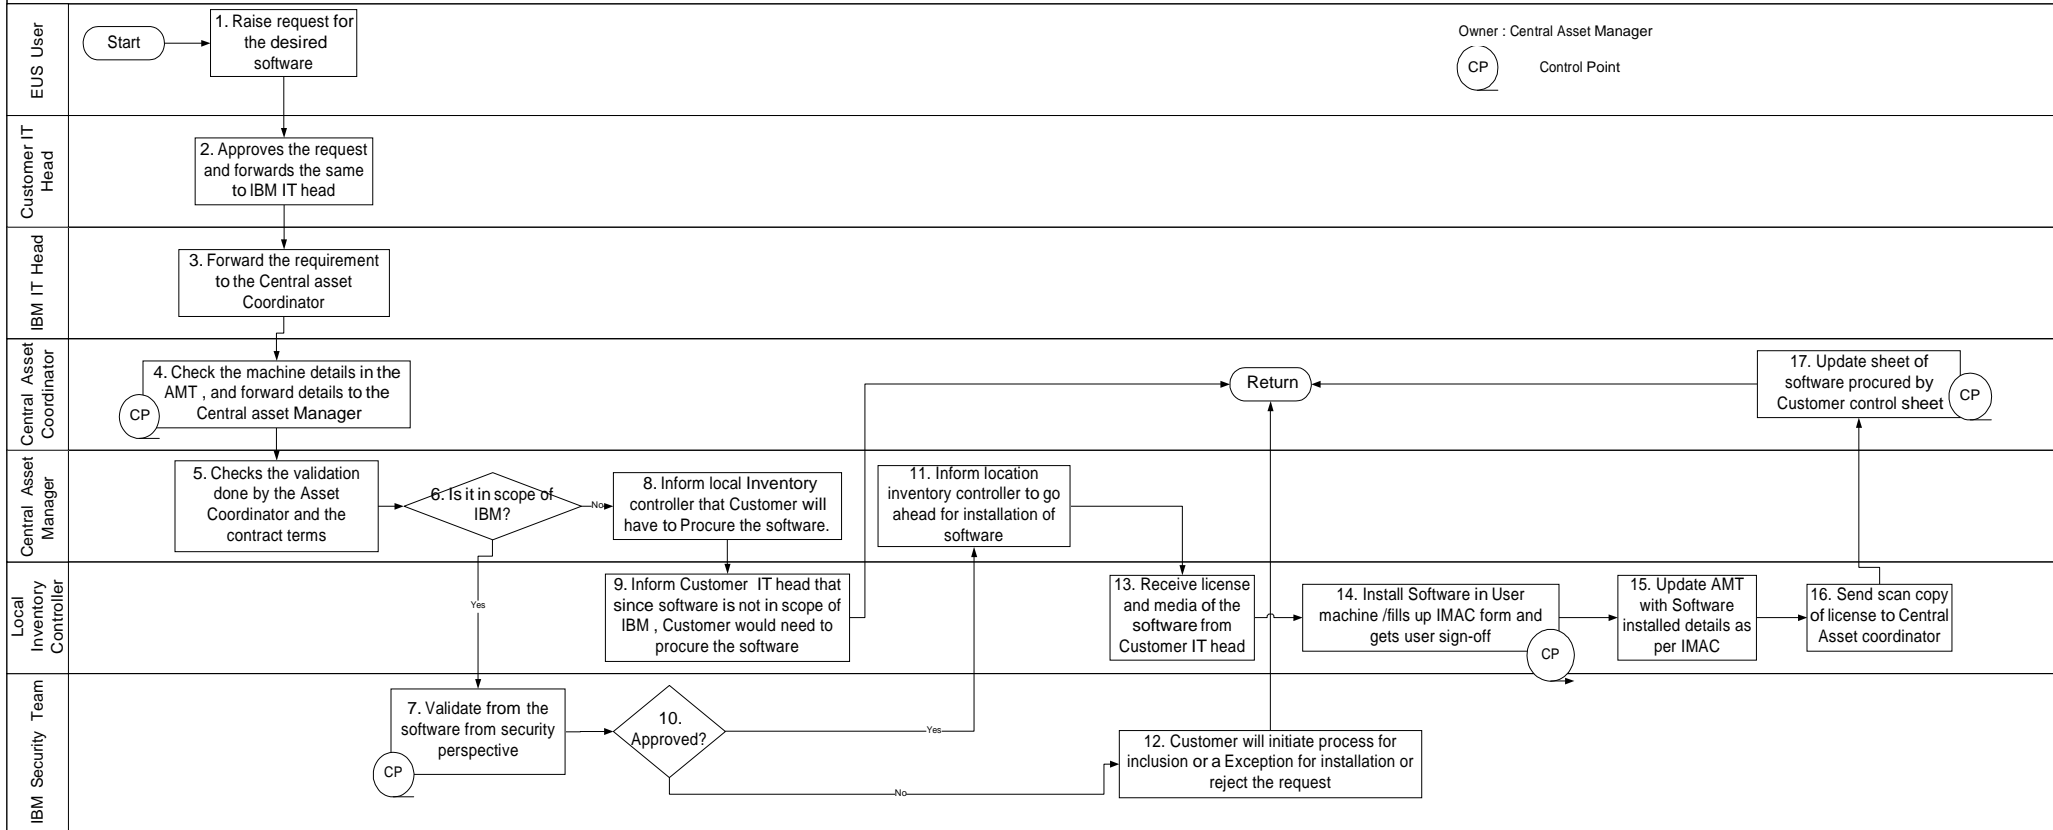 EUS User
Start
1. Raise request for
the desired
software
Owner : Central Asset Manager
CP
Control Point
Customer IT
Head
2. Approves the request
and forwards the same
to IBM IT head
IBM IT Head
3. Forward the requirement
to the Central asset
Coordinator
Central Asset
Coordinator
4. Check the machine details in the
AMT , and forward details to the
Central asset Manager
CP
Return
17. Update sheet of
software procured by
Customer control sheet
CP
Central Asset
Manager
5. Checks the validation
done by the Asset
Coordinator and the
contract terms
6. Is it in scope of
IBM?
No
8. Inform local Inventory
controller that Customer will
have to Procure the software.
11. Inform location
inventory controller to go
ahead for installation of
software
Local
Inventory
Controller
Yes
9. Inform Customer IT head that
since software is not in scope of
IBM , Customer would need to
procure the software
13. Receive license
and media of the
software from
Customer IT head
14. Install Software in User
machine /fills up IMAC form and
gets user sign-off
CP
15. Update AMT
with Software
installed details as
per IMAC
16. Send scan copy
of license to Central
Asset coordinator
IBM Security Team
7. Validate from the
software from security
perspective
CP
10.
Approved?
Yes
No
12. Customer will initiate process for
inclusion or a Exception for installation or
reject the request